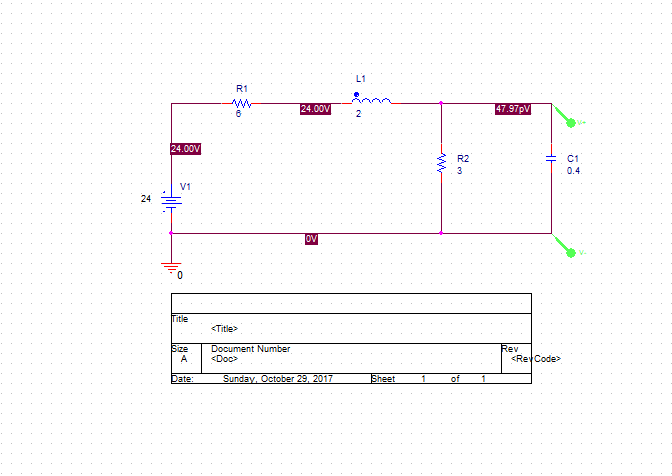 L1
R1
24.00V
47.97pV
6
2
V+
24.00V
R2
3
C1
0.4
V1
24
0V
V-
0
Title
<Title>
Size
Document Number
Rev
A
<Doc>
<RevCode>
Date:
Sunday, October 29, 2017
Sheet
1
of
1